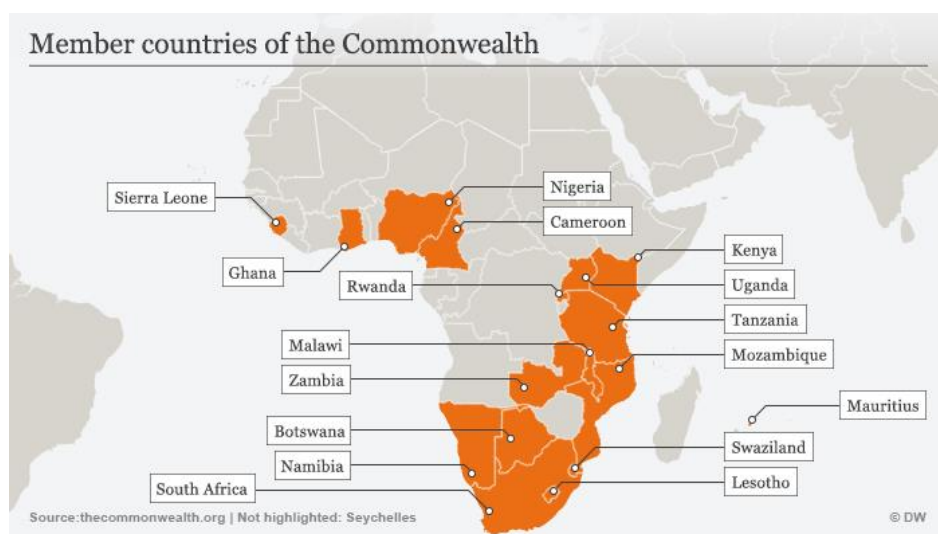 Member countries of the Commonwealth
Nigeria
Sierra Leone
Cameroon
Kenya
Ghana
Rwanda
Uganda
Tanzania
Malawi
Mozambique
Zambia
Mauritius
Botswana
Swaziland
Namibia
Lesotho
South Africa
Source:thecommonwealth.org | Not highlighted: Seychelles
© DW